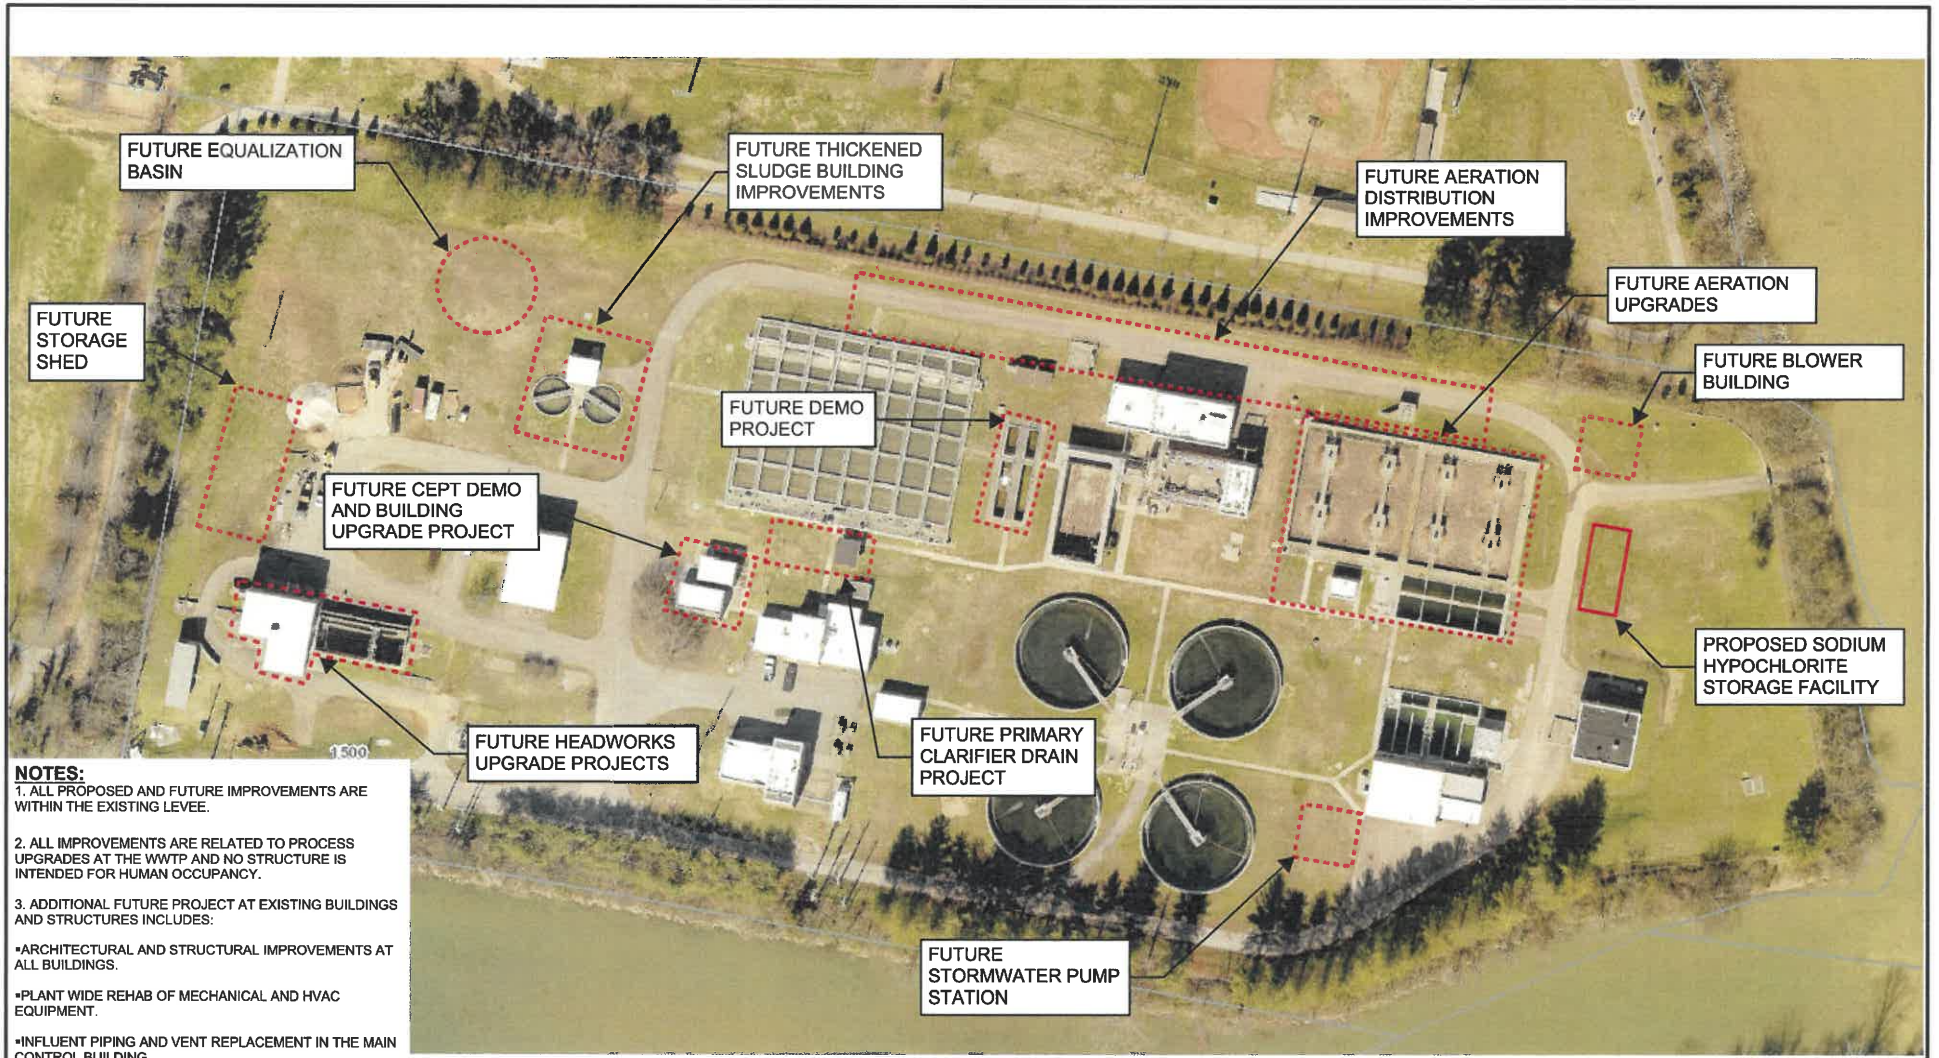 FUTURE EQUALIZATION
BASIN
FUTURE THICKENED
SLUDGE BUILDING
IMPROVEMENTS
FUTURE AERATION
DISTRIBUTION
IMPROVEMENTS
FUTURE AERATION
UPGRADES
FUTURE
STORAGE
SHED
FUTURE BLOWER
BUILDING
FUTURE DEMO
PROJECT
FUTURE CEPT DEMO
AND BUILDING
UPGRADE PROJECT
PROPOSED SODIUM
HYPOCHLORITE
STORAGE FACILITY
FUTURE HEADWORKS
UPGRADE PROJECTS
FUTURE PRIMARY
CLARIFIER DRAIN
PROJECT
1500
FUTURE
STORMWATER PUMP
STATION
NOTES:
1. ALL PROPOSED AND FUTURE IMPROVEMENTS ARE
WITHIN THE EXISTING LEVEE.
2. ALL IMPROVEMENTS ARE RELATED TO PROCESS
UPGRADES AT THE WWTP AND NO STRUCTURE IS
INTENDED FOR HUMAN OCCUPANCY.
3. ADDITIONAL FUTURE PROJECT AT EXISTING BUILDINGS
AND STRUCTURES INCLUDES:
▪ARCHITECTURAL AND STRUCTURAL IMPROVEMENTS AT
ALL BUILDINGS.
▪PLANT WIDE REHAB OF MECHANICAL AND HVAC
EQUIPMENT.
▪INFLUENT PIPING AND VENT REPLACEMENT IN THE MAIN
CONTROL BUILDING